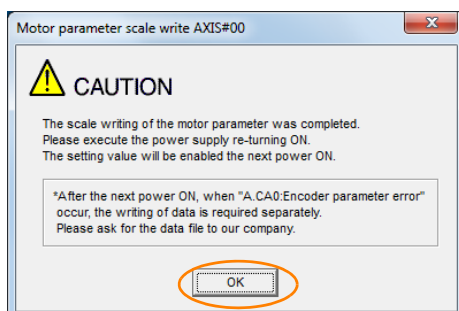 Motor parameter scale write AXIS#00
CAUTION
The scale writing of the motor parameter was completed.
Please execute the power supply re-turning ON.
The setting value will be enabled the next power ON.
*After the next power ON, when "A.CA0:Encoder parameter error"
occur, the writing of data is required separately.
Please ask for the data file to our company.
OK